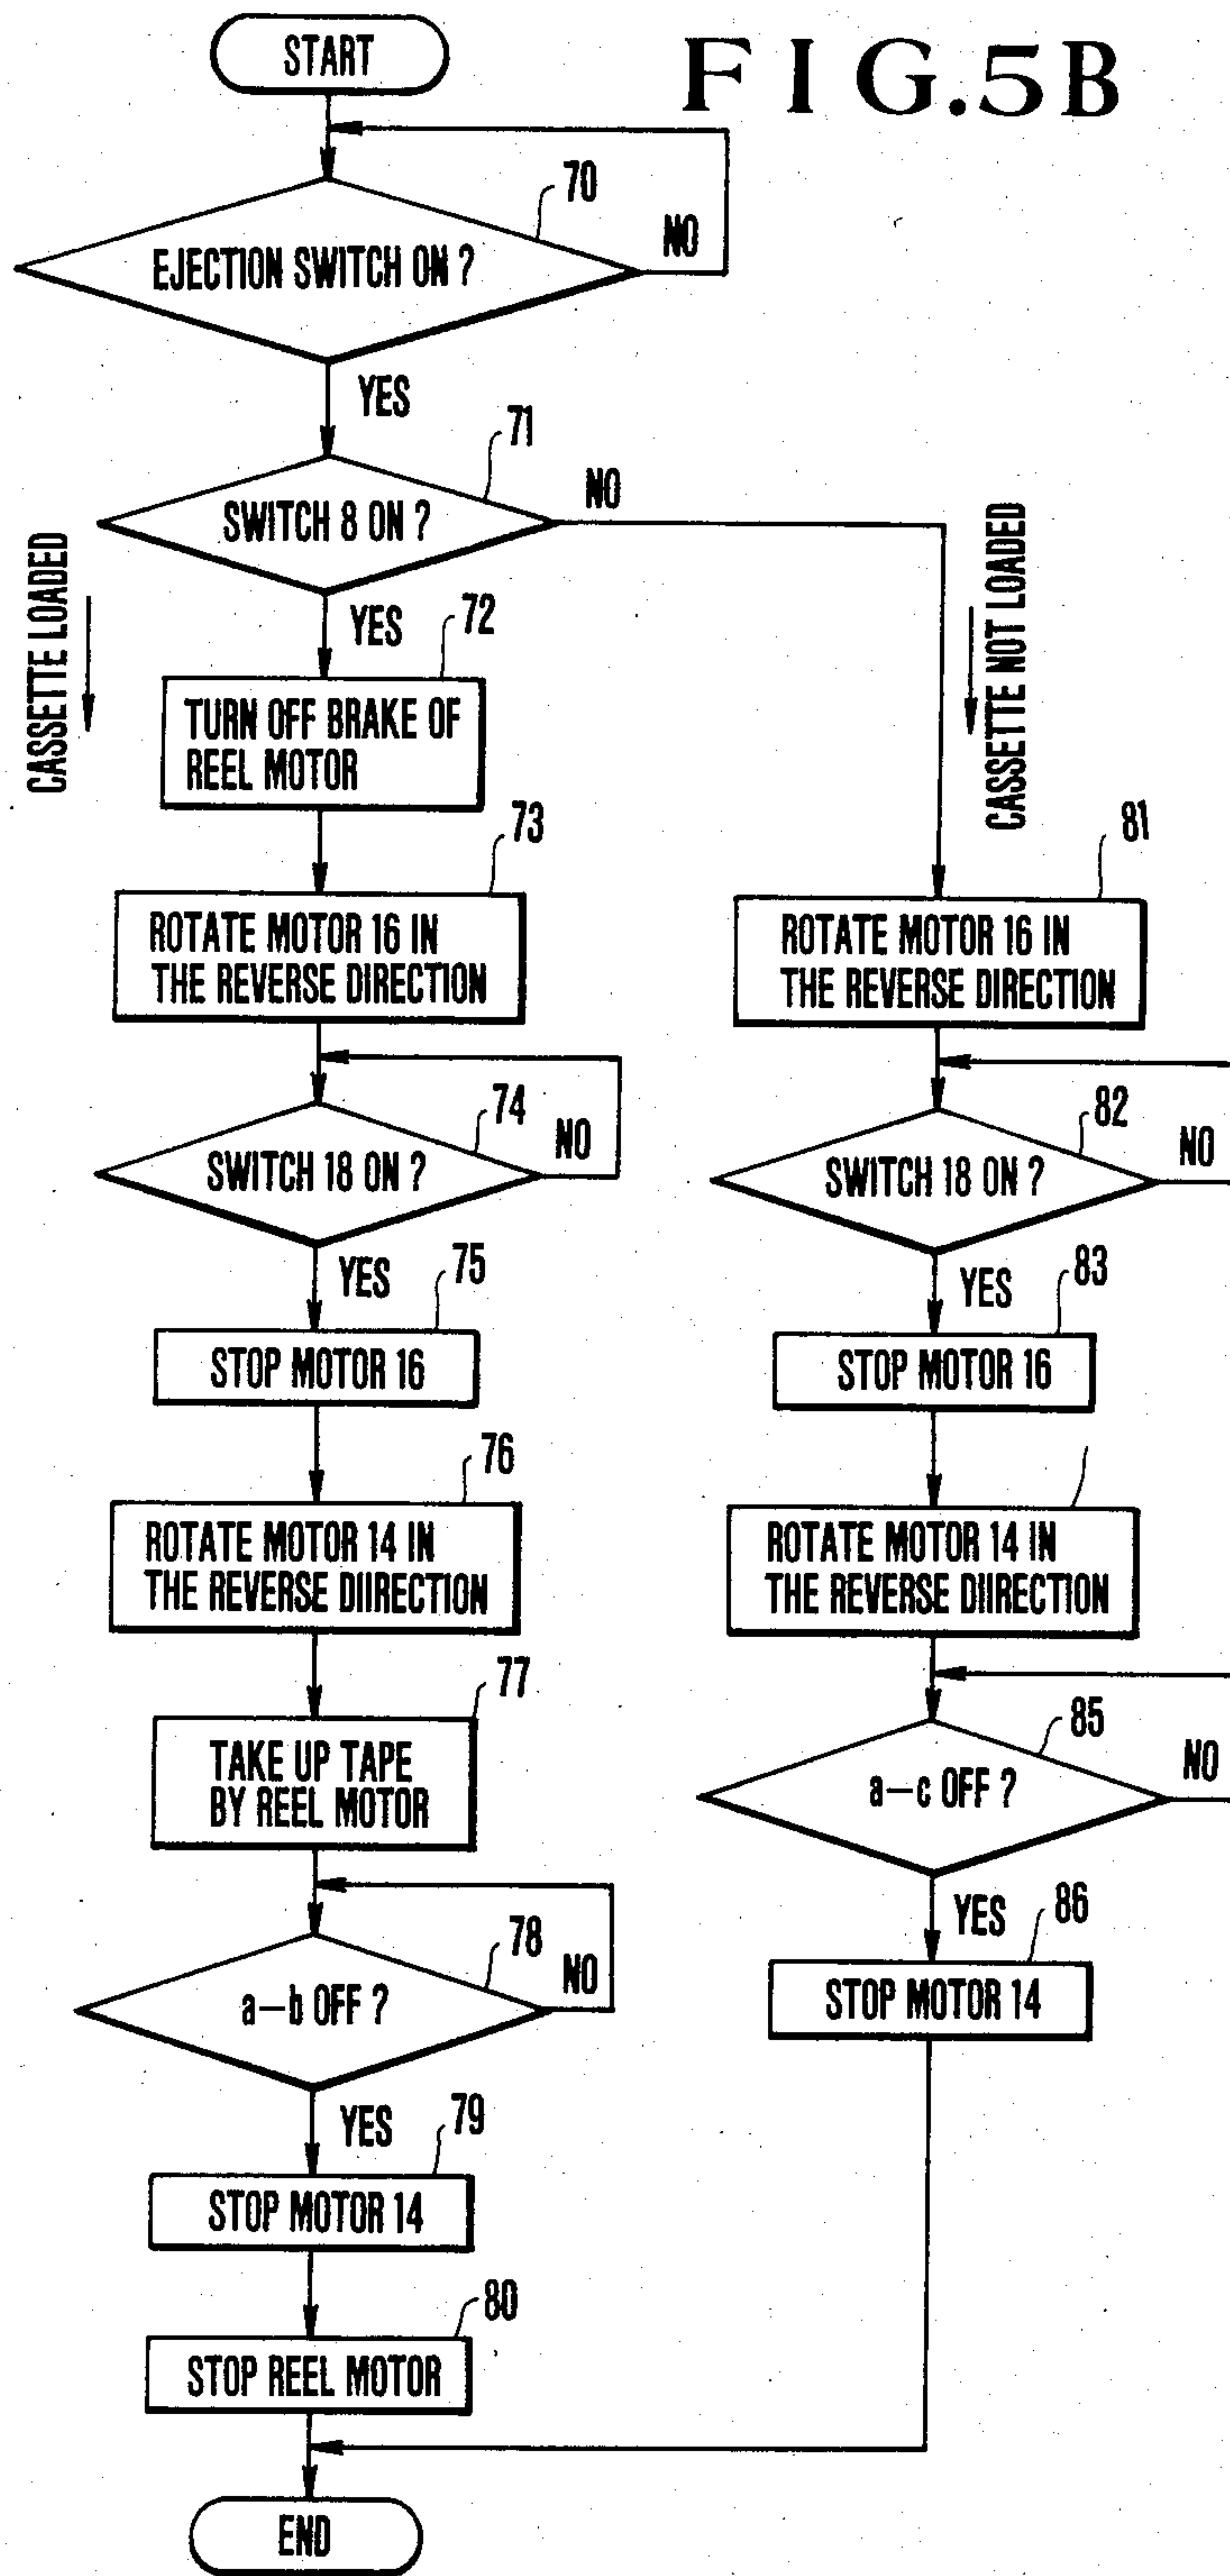 START
FIG.5B
70
NO
EJECTION SWITCH ON ?
YES
71
NO
SWITCH 8 ON ?
CASSETTE LOADED
CASSETTE NOT LOADED
YES
72
TURN OFF BRAKE OF
REEL MOTOR
73
ROTATE MOTOR 16 IN
THE REVERSE DIRECTION
74
NO
SWITCH 18 ON ?
YES
75
STOP MOTOR 16
76
ROTATE MOTOR 14 IN
THE REVERSE DIIRECTION
77
TAKE UP TAPE
BY REEL MOTOR
78
NO
a–b OFF ?
YES
79
STOP MOTOR 14
80
STOP REEL MOTOR
81
ROTATE MOTOR 16 IN
THE REVERSE DIRECTION
82
NO
SWITCH 18 ON ?
YES
83
STOP MOTOR 16
ROTATE MOTOR 14 IN
THE REVERSE DIIRECTION
85
NO
a–c OFF ?
YES
86
STOP MOTOR 14
END